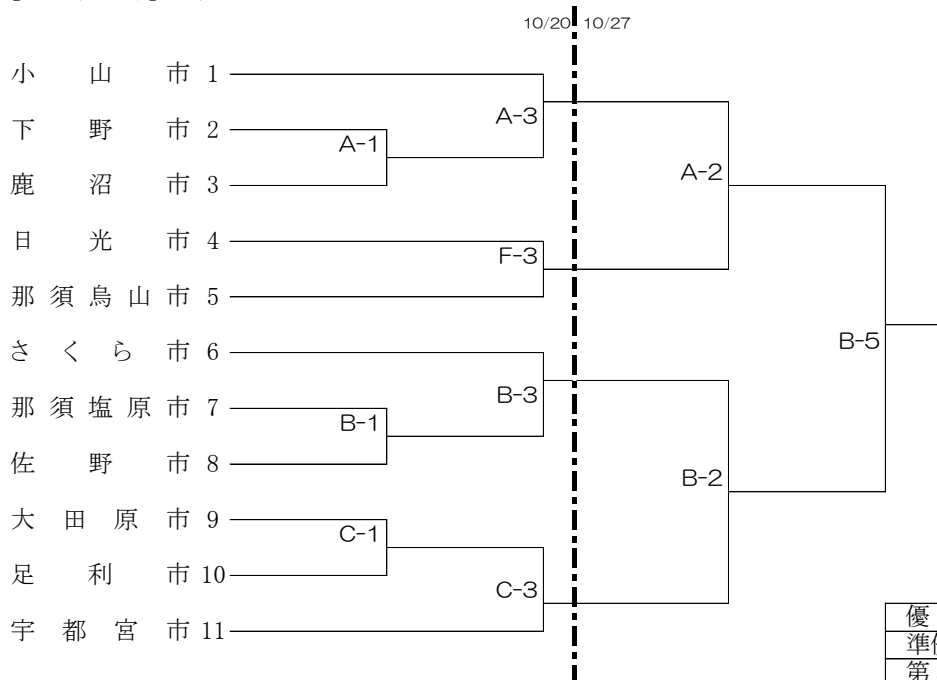 10/20 10/27
小山市 1
下野市 2
鹿沼市 3
日光市 4
那須烏山市 5
さくら市 6
那須塩原市 7
佐野市 8
大田原市 9
足利市 10
宇都宮市 11
A-1
B-1
C-1
A-3
F-3
B-3
C-3
A-2
B-2
B-5
優
準
第